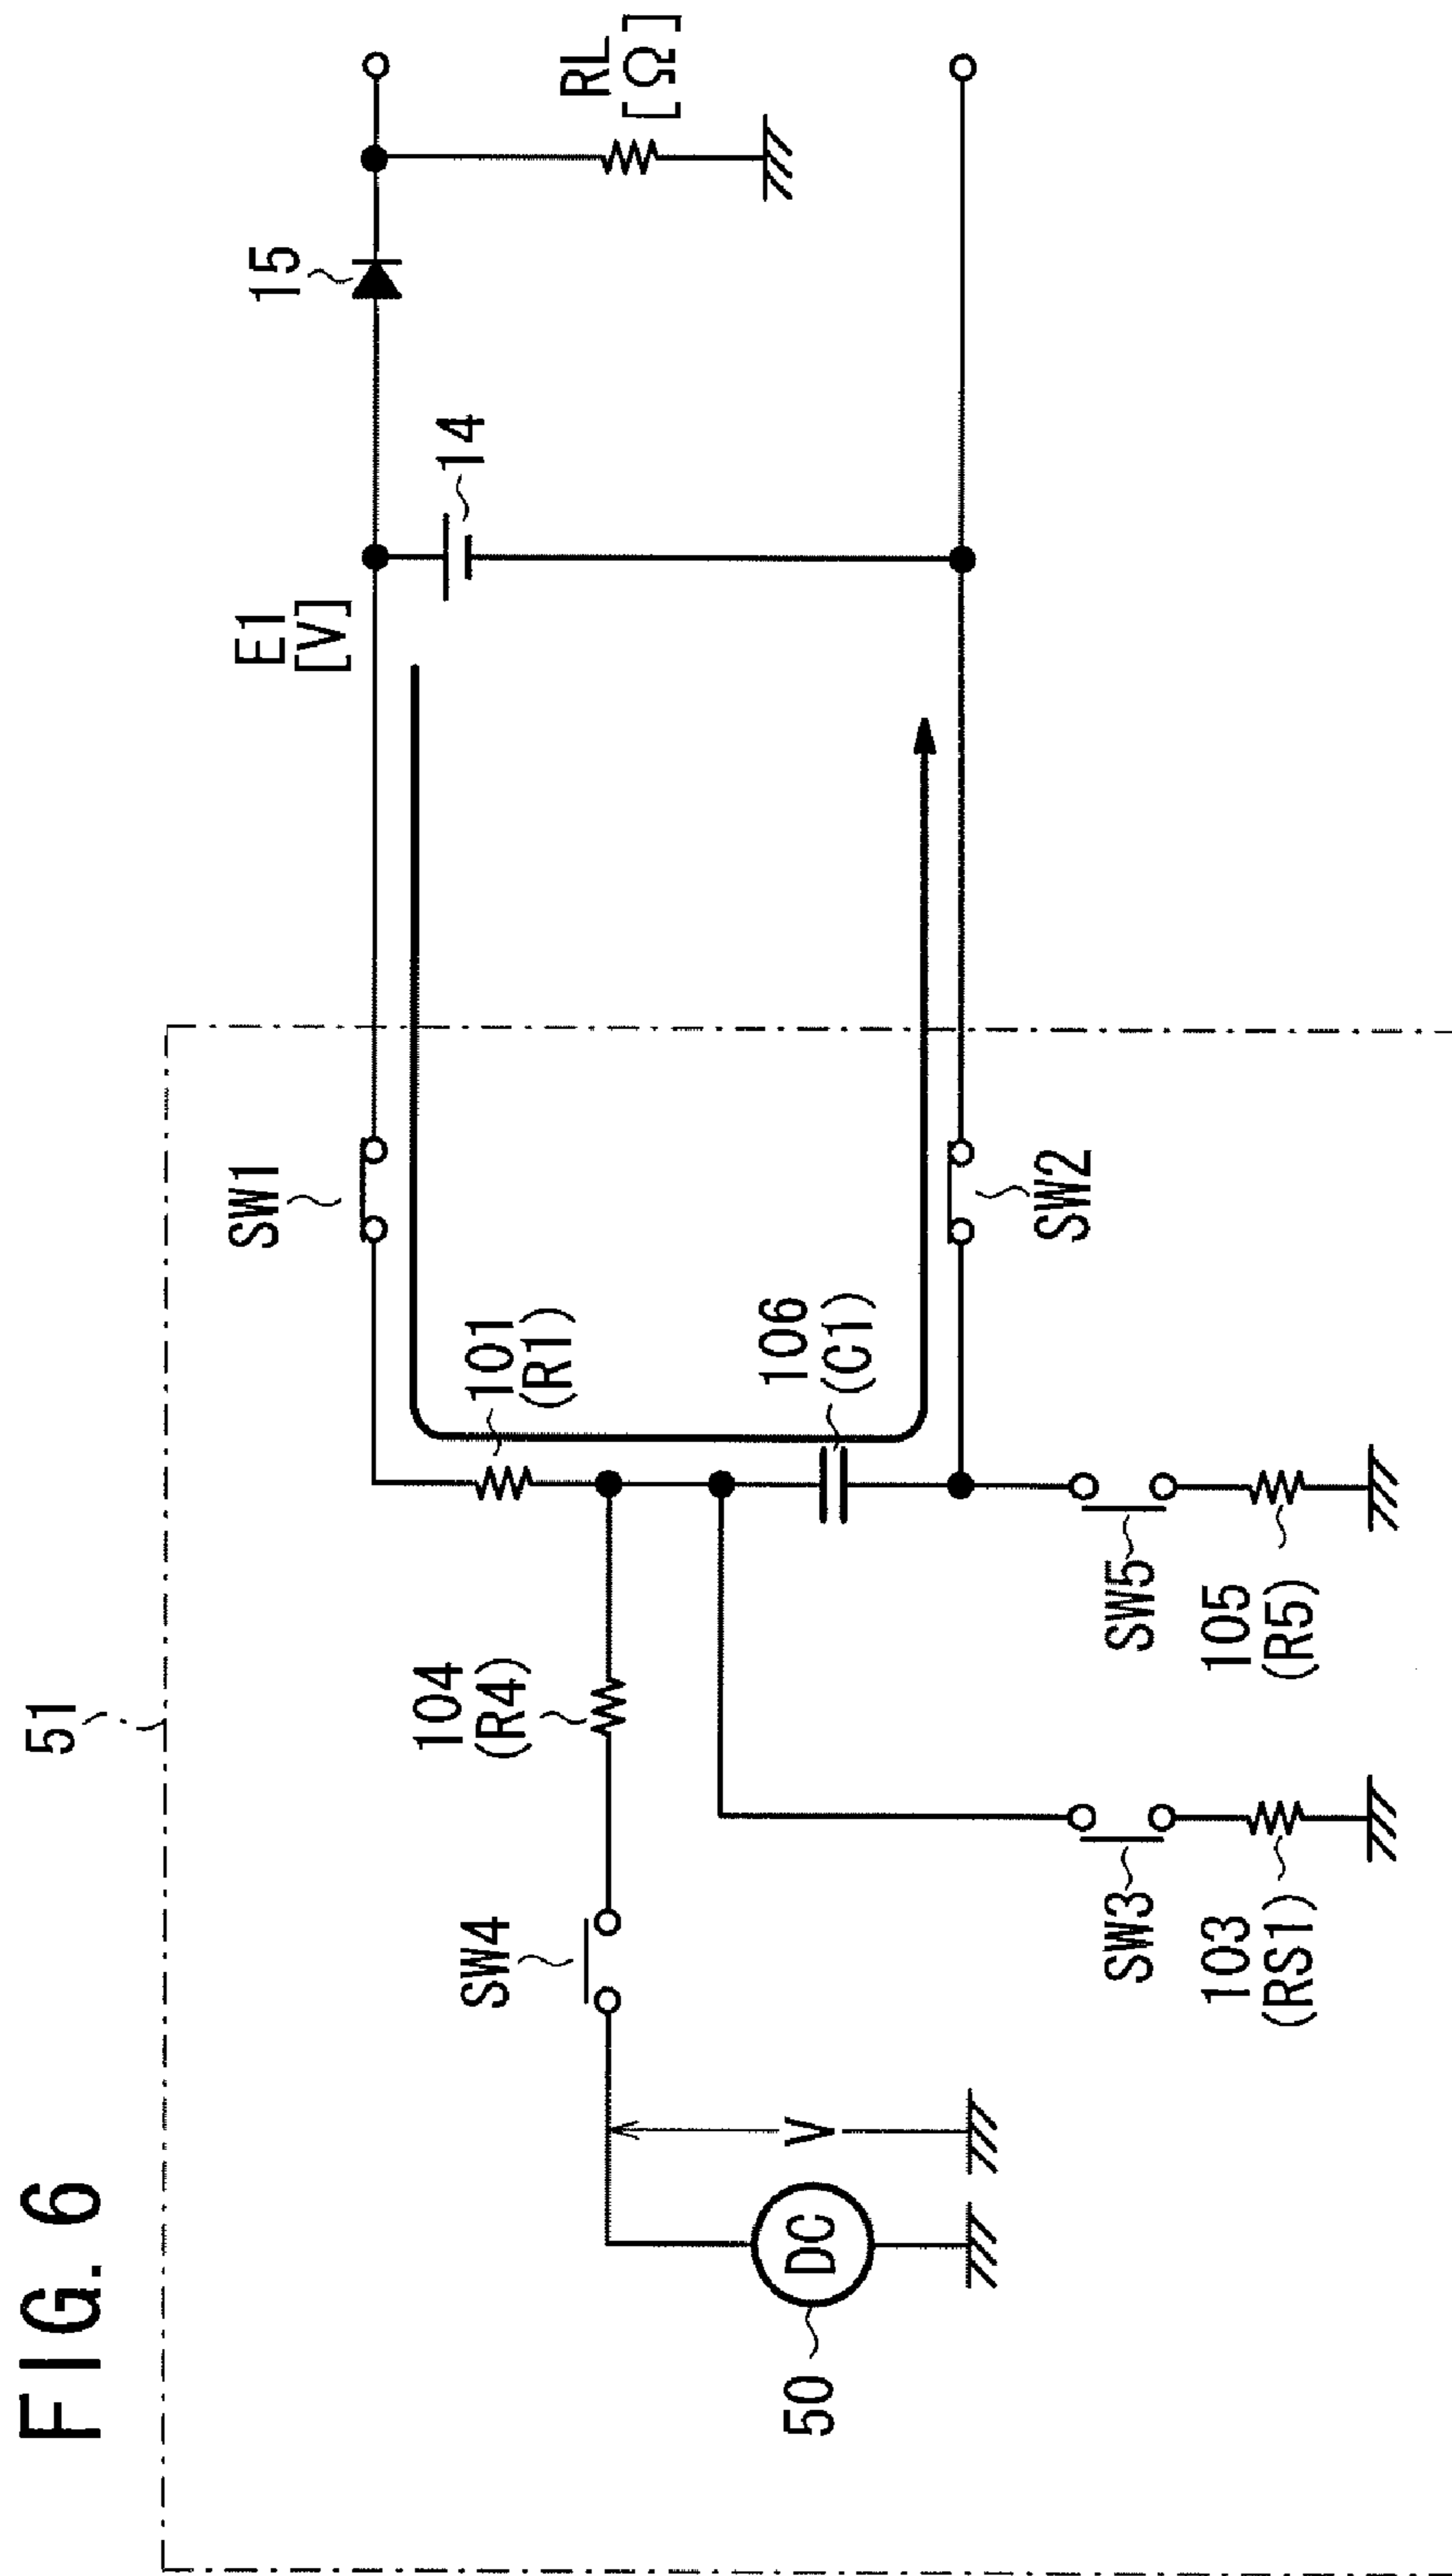 FIG. 6
51
SW1
E1
[V]
15
14
RL
[Ω]
101
(R1)
104
(R4)
SW4
106
(C1)
SW2
V
DC
50
SW3
103
(RS1)
SW5
105
(R5)